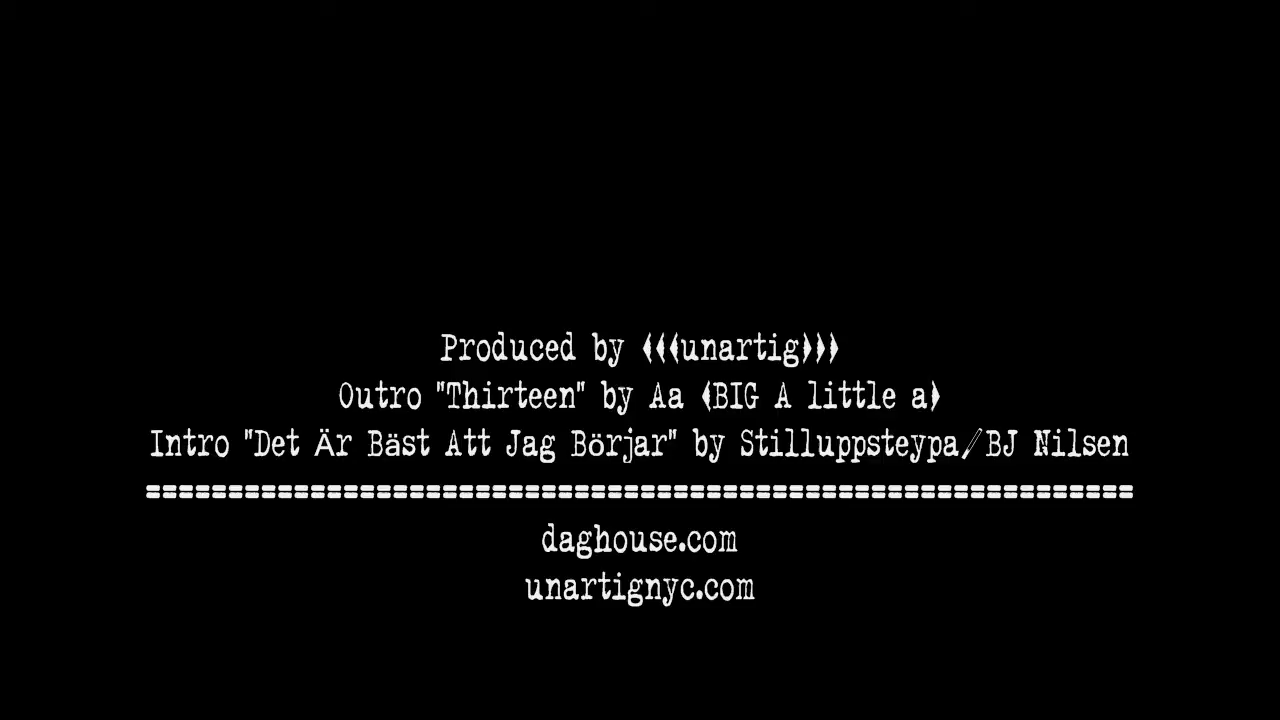 Produced by (((unartig)))
Outro "Thirteen" by Aa (BIG A little a)
Intro "Det Är Bäst Att Jag Börjar" by Stilluppsteypa/BJ Nilsen
============================================================
daghouse.com
unartignyc.com